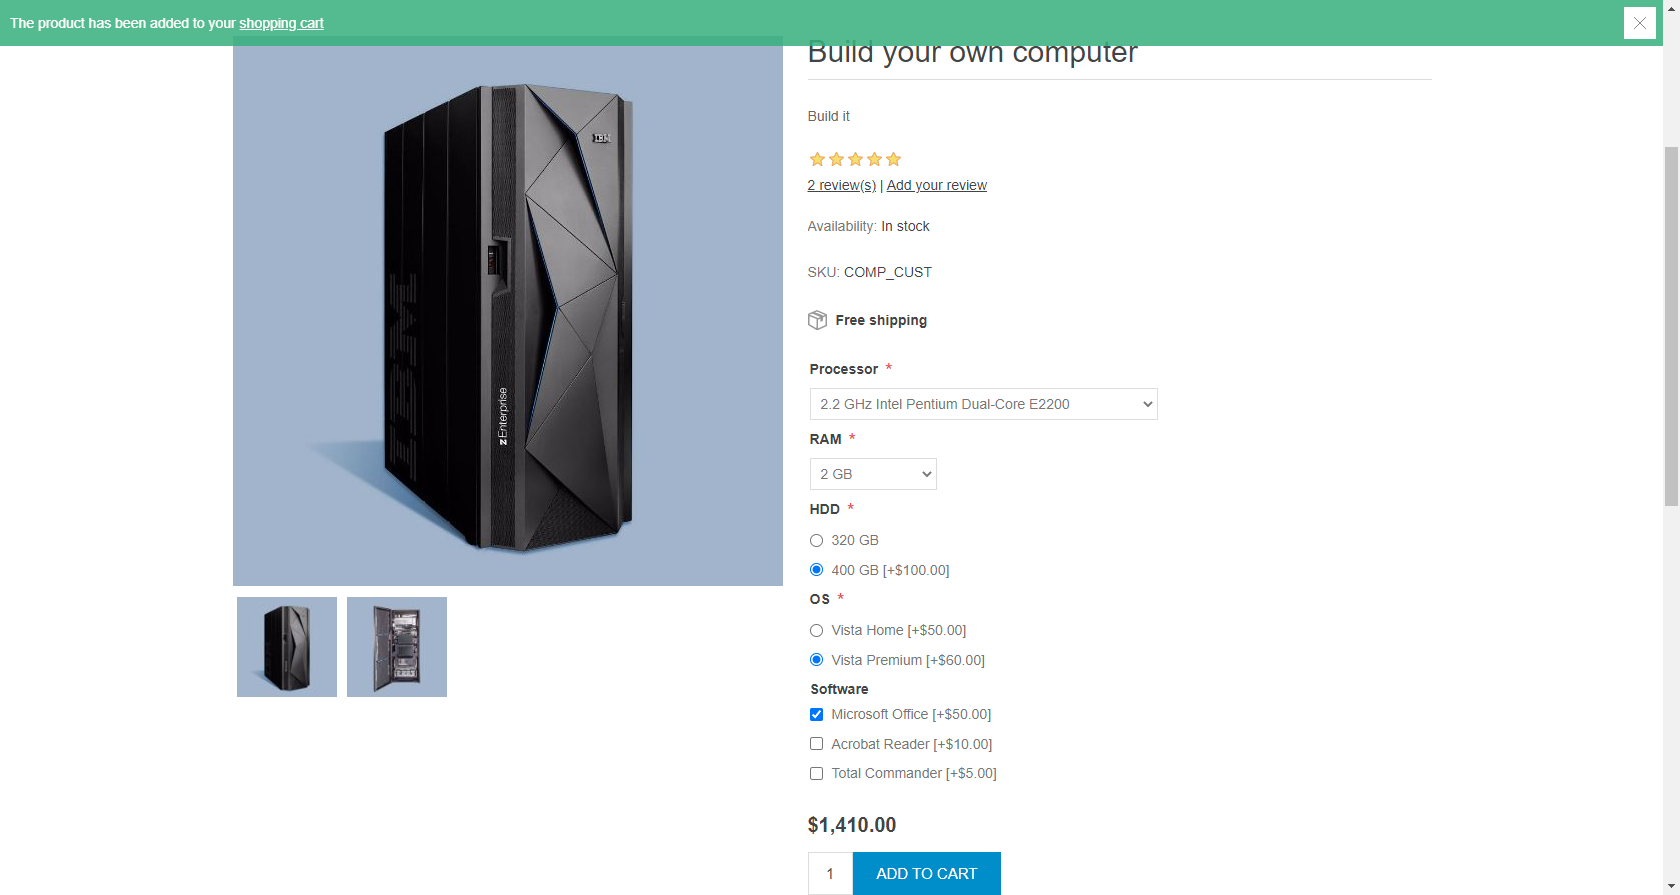 The product has been added to your shopping cart
Build your own computer
Build it
2 review(s) | Add your review
Availability: In stock
SKU: COMP_CUST
Free shipping
Processor *
2.2 GHz Intel Pentium Dual-Core E2200
RAM *
2 GB
HDD *
320 GB
400 GB [+$100.00]
OS *
Vista Home [+$50.00]
Vista Premium [+$60.00]
Software
Microsoft Office [+$50.00]
Acrobat Reader [+$10.00]
Total Commander [+$5.00]
$1,410.00
1 ADD TO CART
IBM
IBM
zEnterprise